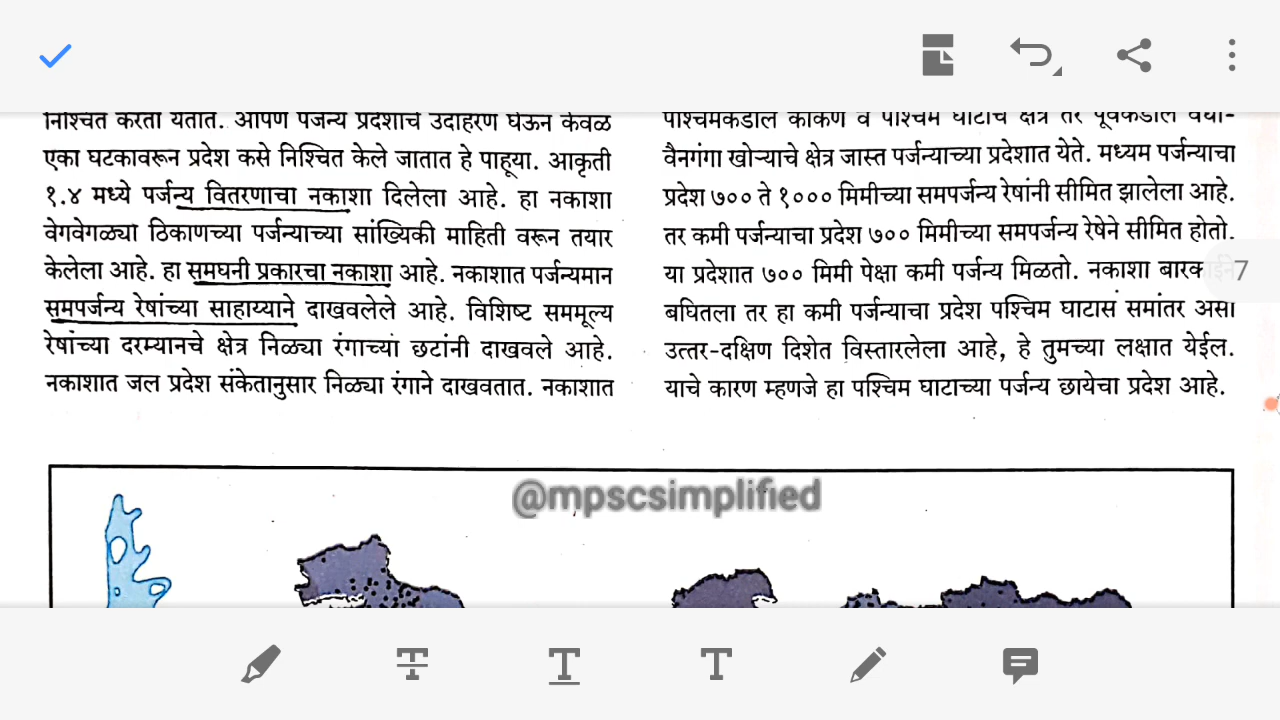 निश्चित करता येतात. आपण पर्जन्य प्रदेशाचे उदाहरण घेऊन केवळ
एका घटकावरून प्रदेश कसे निश्चित केले जातात हे पाहूया. आकृती
१.४ मध्ये पर्जन्य वितरणाचा नकाशा दिलेला आहे. हा नकाशा
वेगवेगळ्या ठिकाणच्या पर्जन्याच्या सांख्यिकी माहिती वरून तयार
केलेला आहे. हा समघनी प्रकारचा नकाशा आहे. नकाशात पर्जन्यमान
समपर्जन्य रेषांच्या साहाय्याने दाखवलेले आहे. विशिष्ट सममूल्य
रेषांच्या दरम्यानचे क्षेत्र निळ्या रंगाच्या छटांनी दाखवले आहे.
नकाशात जल प्रदेश संकेतानुसार निळ्या रंगाने दाखवतात. नकाशात
पश्चिमेकडील कोकण व पश्चिम घाटाचे क्षेत्र तर पूर्वेकडील वर्धा-
वैनगंगा खोऱ्याचे क्षेत्र जास्त पर्जन्याच्या प्रदेशात येते. मध्यम पर्जन्याचा
प्रदेश ७०० ते १००० मिमीच्या समपर्जन्य रेषांनी सीमित झालेला आहे.
तर कमी पर्जन्याचा प्रदेश ७०० मिमीच्या समपर्जन्य रेषेने सीमित होतो.
या प्रदेशात ७०० मिमी पेक्षा कमी पर्जन्य मिळतो. नकाशा बारकाईने
7
बघितला तर हा कमी पर्जन्याचा प्रदेश पश्चिम घाटास समांतर असा
उत्तर-दक्षिण दिशेत विस्तारलेला आहे, हे तुमच्या लक्षात येईल.
याचे कारण म्हणजे हा पश्चिम घाटाच्या पर्जन्य छायेचा प्रदेश आहे.
@mpscsimplified